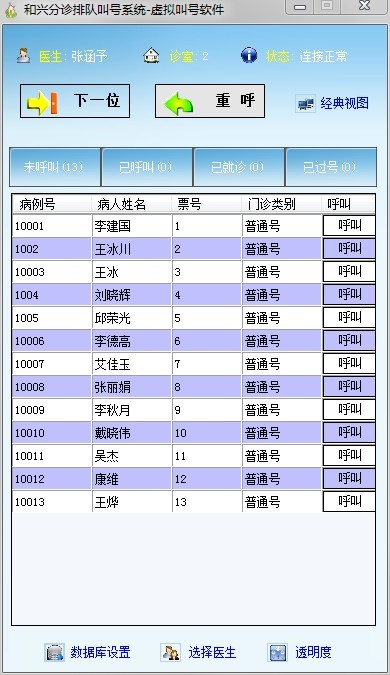 和兴分诊排队叫号系统-虚拟叫号软件
医生: 张涵予 诊室: 2 状态: 连接正常
下一位 重 呼 经典视图
未呼叫(13) 已呼叫(0) 已就诊(0) 已过号(0)
病例号 病人姓名 票号 门诊类别 呼叫
10001 李建国 1 普通号 呼叫
1002 王冰川 2 普通号 呼叫
10003 王冰 3 普通号 呼叫
1004 刘晓辉 4 普通号 呼叫
1005 邱荣光 5 普通号 呼叫
10006 李德高 6 普通号 呼叫
10007 艾佳玉 7 普通号 呼叫
10008 张丽娟 8 普通号 呼叫
10009 李秋月 9 普通号 呼叫
10010 戴晓伟 10 普通号 呼叫
10011 吴杰 11 普通号 呼叫
10012 康维 12 普通号 呼叫
10013 王烨 13 普通号 呼叫
数据库设置 选择医生 透明度